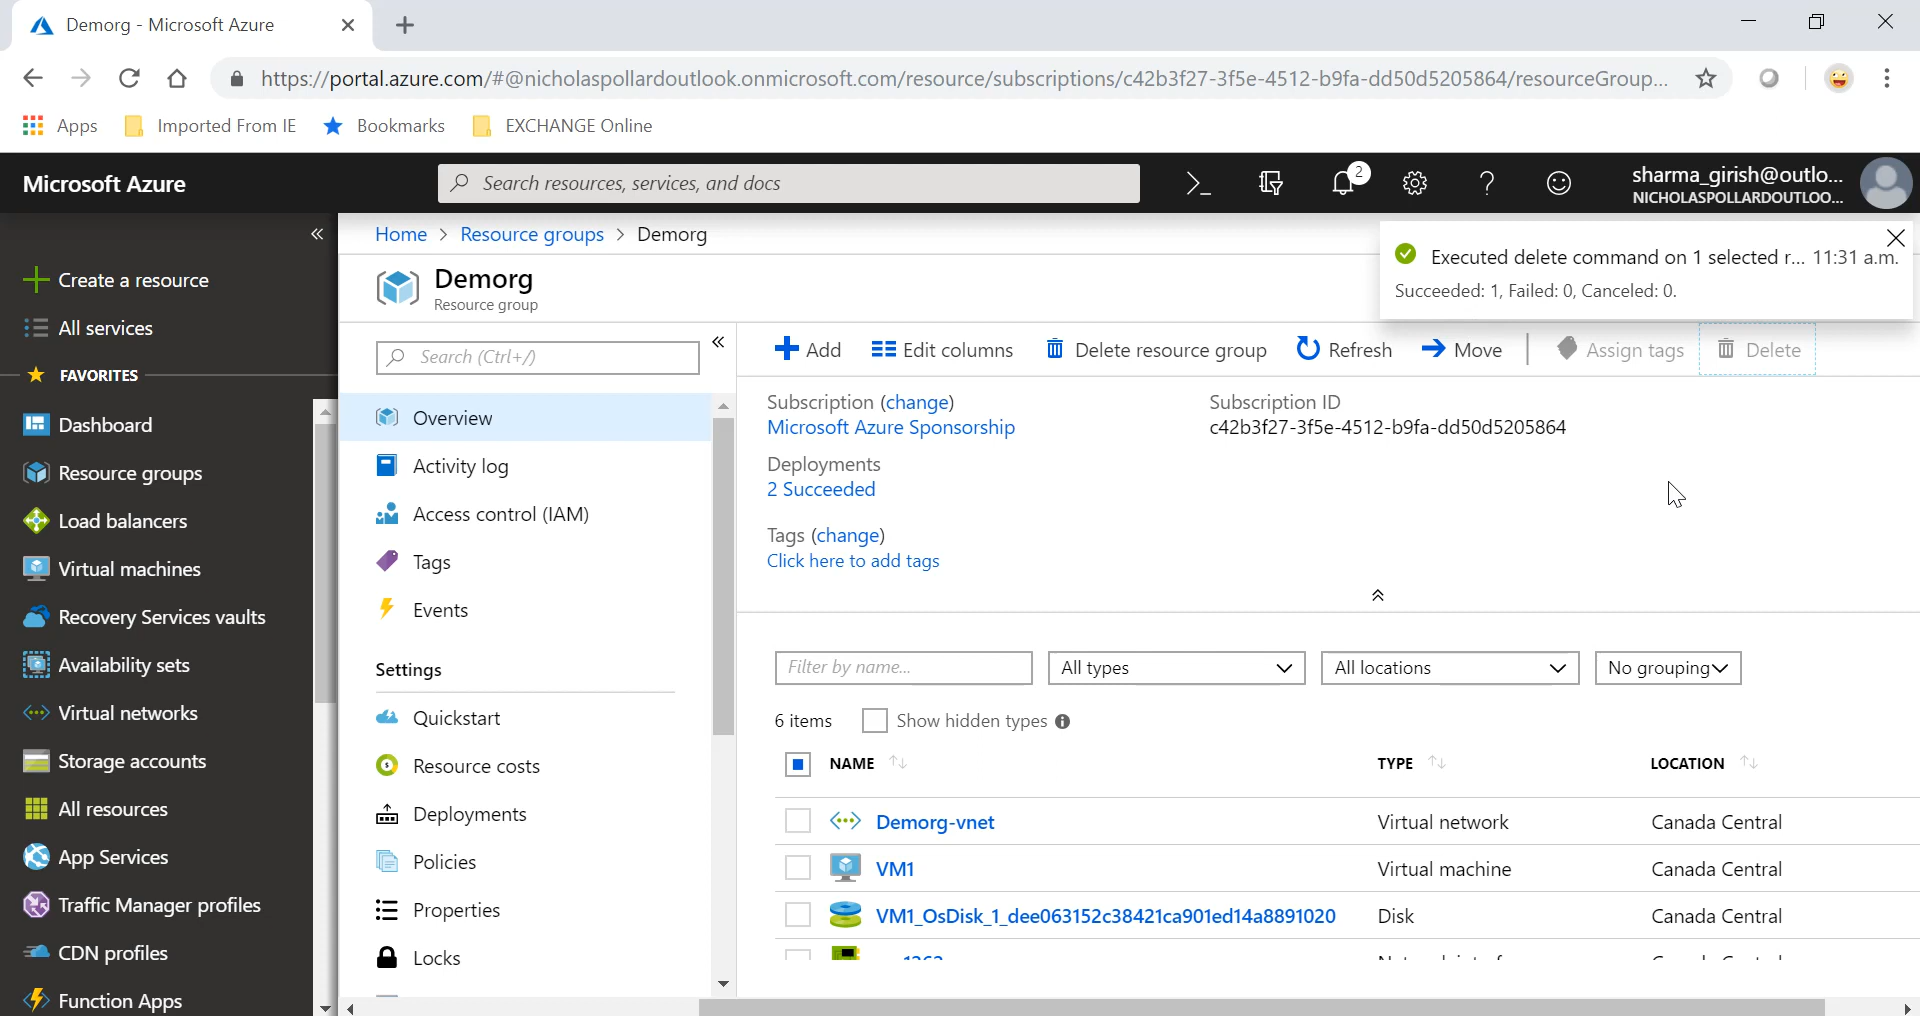 Demorg - Microsoft Azure
https://portal.azure.com/#@nicholaspollardoutlook.onmicrosoft.com/resource/subscriptions/c42b3f27-3f5e-4512-b9fa-dd50d5205864/resourceGroup...
Apps
Imported From IE
Bookmarks
EXCHANGE Online
Microsoft Azure
Search resources, services, and docs
2
sharma_girish@outlo...
NICHOLASPOLLARDOUTLOO...
Home > Resource groups > Demorg
Executed delete command on 1 selected r... 11:31 a.m.
Succeeded: 1, Failed: 0, Canceled: 0.
Create a resource
All services
FAVORITES
Dashboard
Resource groups
Load balancers
Virtual machines
Recovery Services vaults
Availability sets
Virtual networks
Storage accounts
All resources
App Services
Traffic Manager profiles
CDN profiles
Function Apps
Demorg
Resource group
Search (Ctrl+/)
Overview
Activity log
Access control (IAM)
Tags
Events
Settings
Quickstart
Resource costs
Deployments
Policies
Properties
Locks
Add
Edit columns
Delete resource group
Refresh
Move
Assign tags
Delete
Subscription (change)
Microsoft Azure Sponsorship
Subscription ID
c42b3f27-3f5e-4512-b9fa-dd50d5205864
Deployments
2 Succeeded
Tags (change)
Click here to add tags
Filter by name...
All types
All locations
No grouping
6 items
Show hidden types
NAME TYPE LOCATION
Demorg-vnet Virtual network Canada Central
VM1 Virtual machine Canada Central
VM1_OsDisk_1_dee063152c38421ca901ed14a8891020 Disk Canada Central